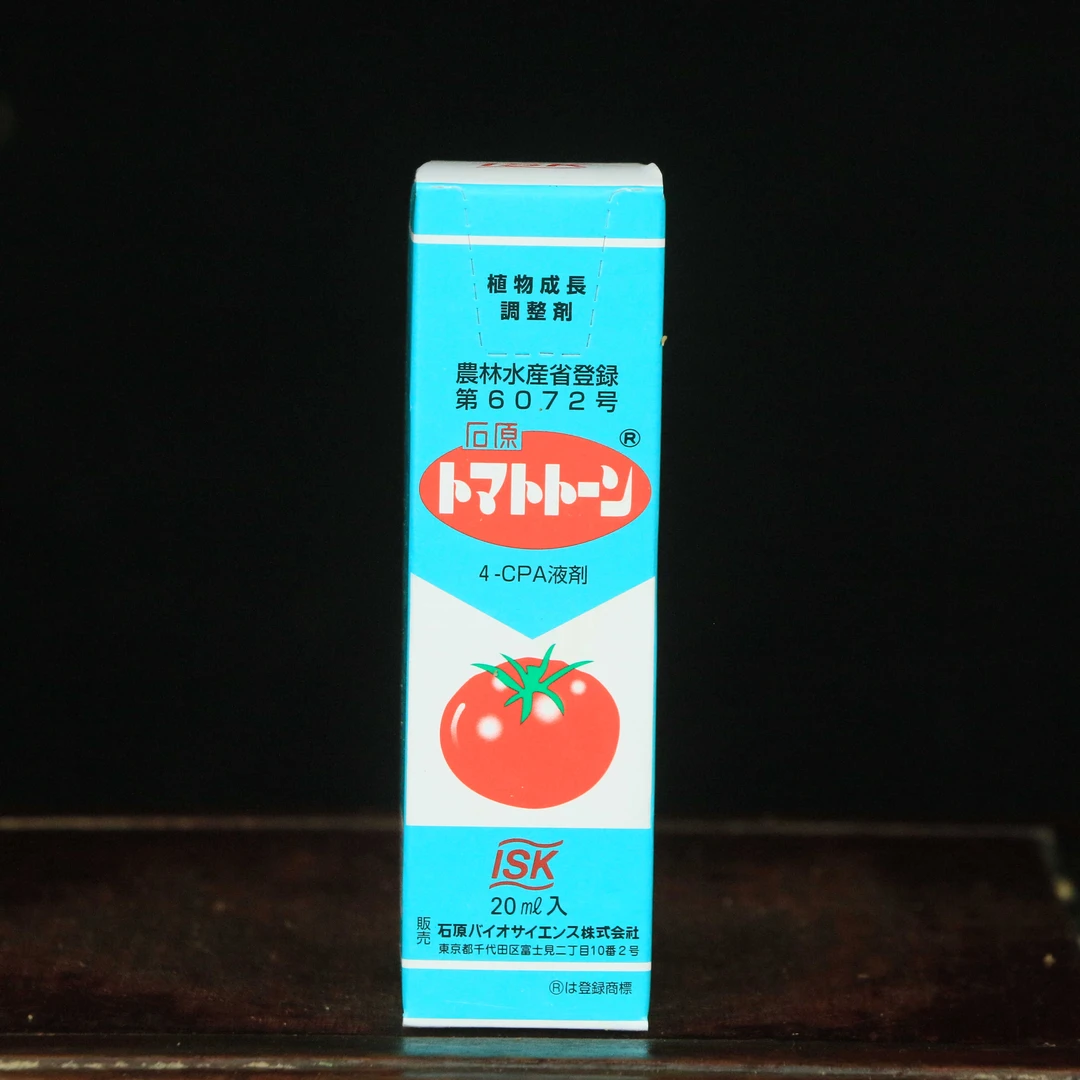 ISK
植物成長
調整剤
農林水産省登録
第6072号
石原
®
トマトトーン
4-CPA液剤
ISK
20ml入
販売
石原バイオサイエンス株式会社
東京都千代田区富士見二丁目10番2号
®は登録商標